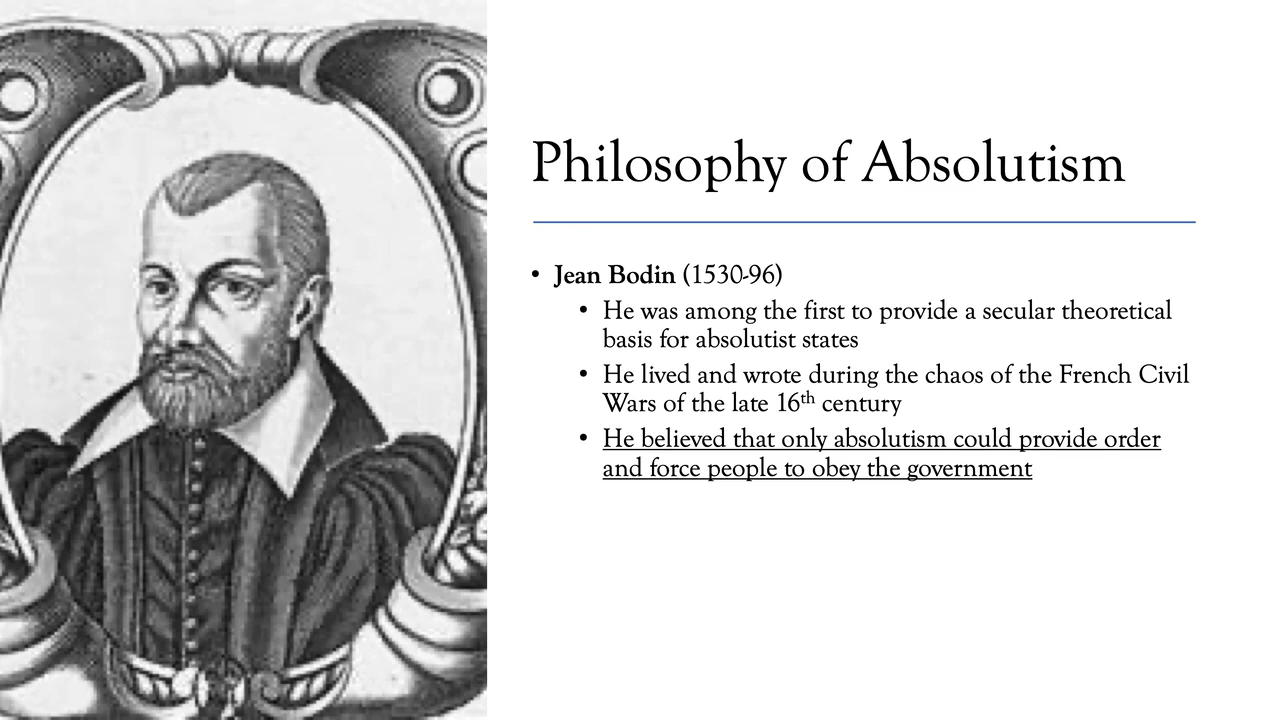 Philosophy of Absolutism
• Jean Bodin (1530-96)
• He was among the first to provide a secular theoretical
basis for absolutist states
• He lived and wrote during the chaos of the French Civil
Wars of the late 16th century
• He believed that only absolutism could provide order
and force people to obey the government